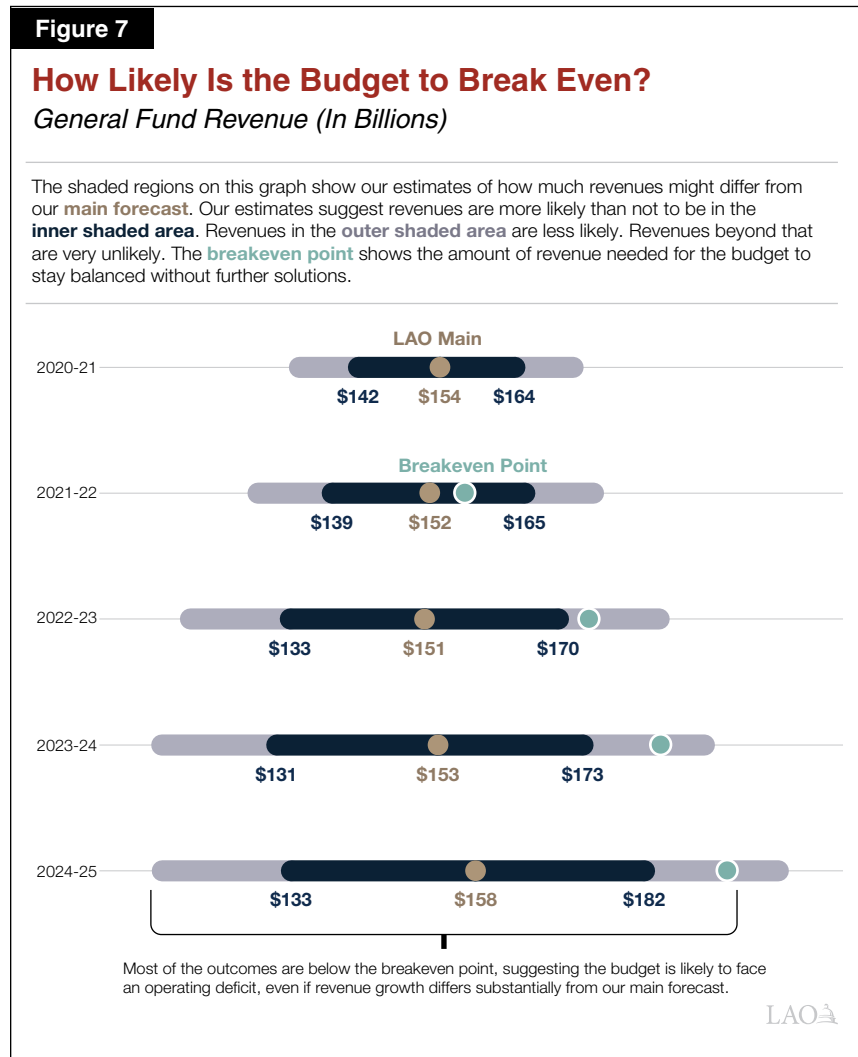 Figure 7
How Likely Is the Budget to Break Even?
General Fund Revenue (In Billions)
The shaded regions on this graph show our estimates of how much revenues might differ from
our main forecast. Our estimates suggest revenues are more likely than not to be in the
inner shaded area. Revenues in the outer shaded area are less likely. Revenues beyond that
are very unlikely. The breakeven point shows the amount of revenue needed for the budget to
stay balanced without further solutions.
LAO Main
2020-21
$142 $154 $164
Breakeven Point
2021-22
$139 $152 $165
2022-23
$133 $151 $170
2023-24
$131 $153 $173
2024-25
$133 $158 $182
Most of the outcomes are below the breakeven point, suggesting the budget is likely to face
an operating deficit, even if revenue growth differs substantially from our main forecast.
LAO